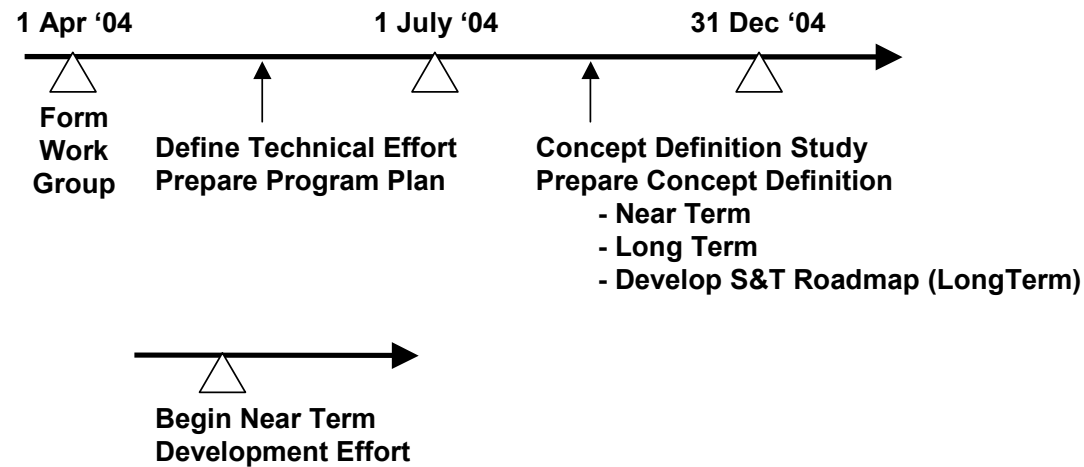 1 Apr ‘04 1 July ‘04 31 Dec ‘04
Form
Work
Group
Define Technical Effort
Prepare Program Plan
Concept Definition Study
Prepare Concept Definition
- Near Term
- Long Term
- Develop S&T Roadmap (LongTerm)
Begin Near Term
Development Effort